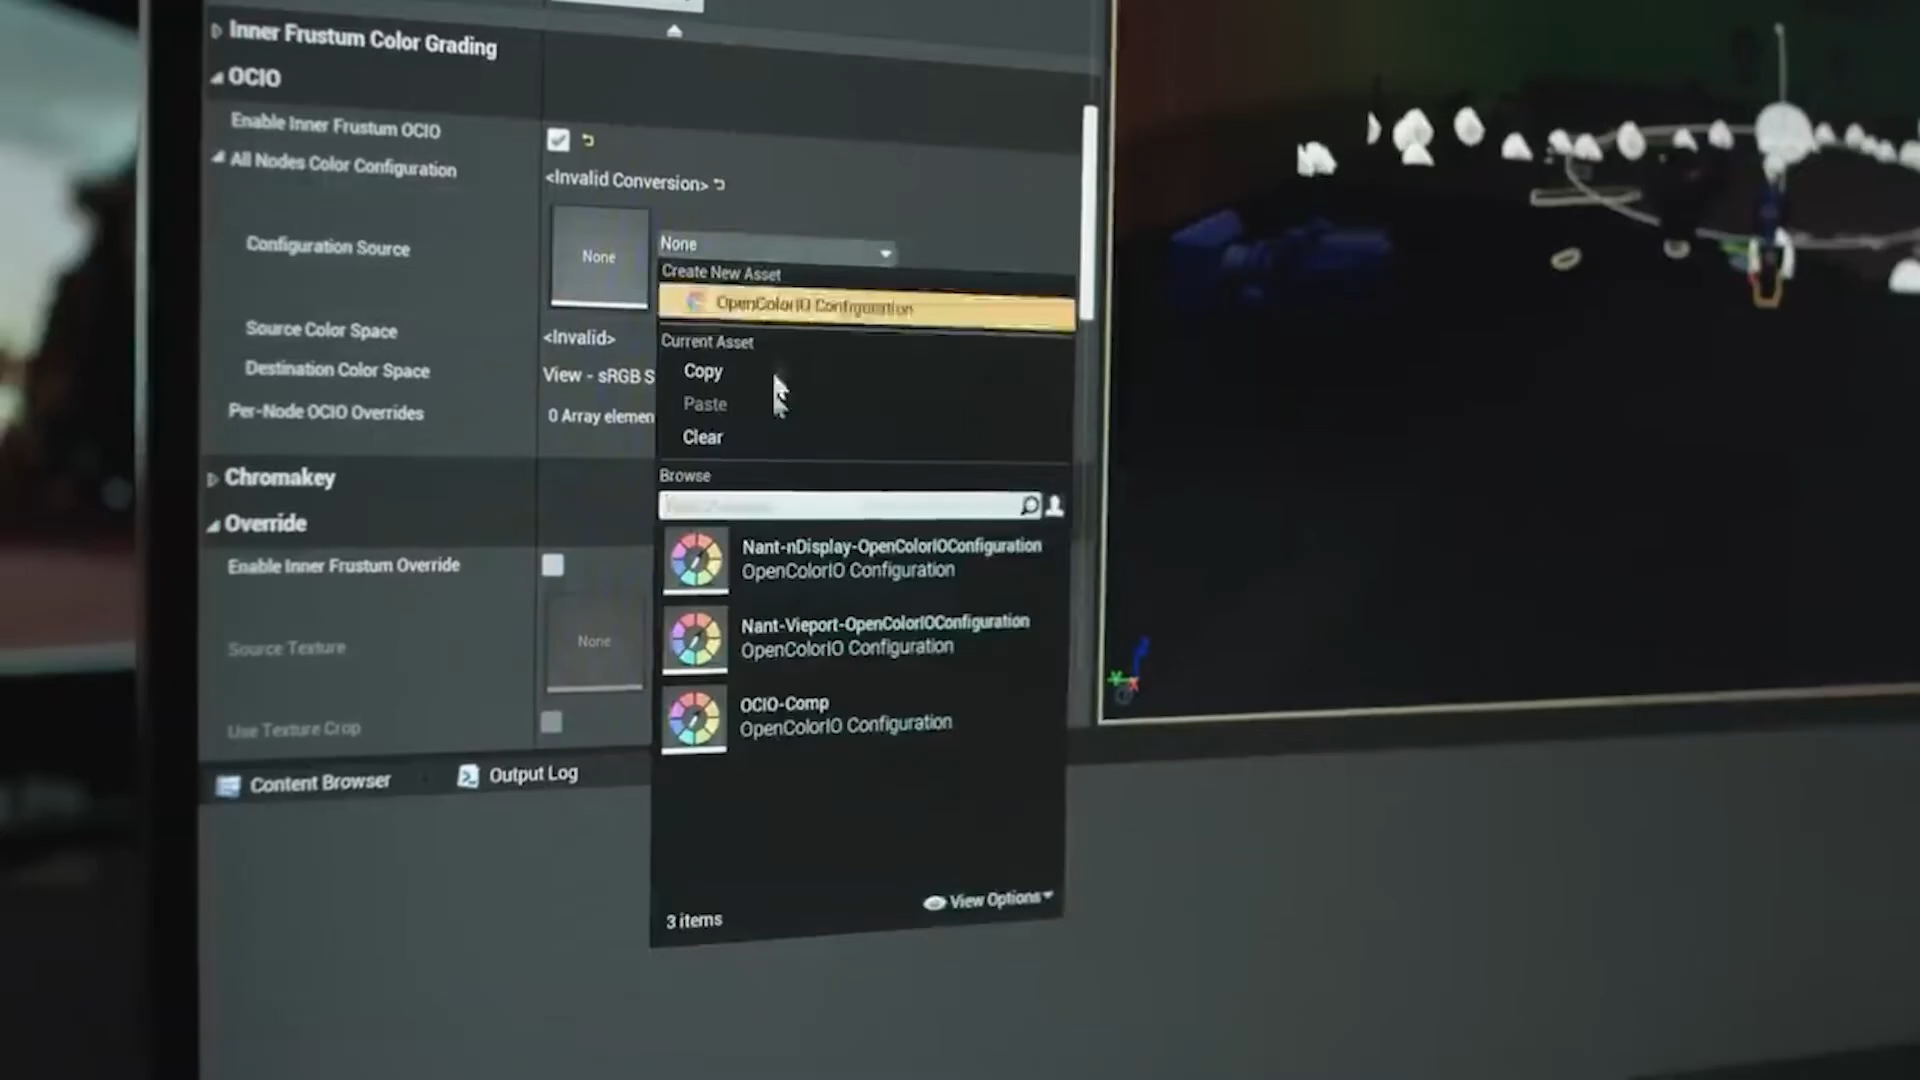 Inner Frustum Color Grading
OCIO
Enable Inner Frustum OCIO
All Nodes Color Configuration
<Invalid Conversion>
Configuration Source
None
None
Create New Asset
OpenColorIO Configuration
Source Color Space
<Invalid>
Current Asset
Destination Color Space
View - sRGB S
Copy
Per-Node OCIO Overrides
0 Array elemen
Paste
Clear
Chromakey
Browse
Override
Enable Inner Frustum Override
Nant-nDisplay-OpenColorIOConfiguration
OpenColorIO Configuration
Source Texture
None
Nant-Vieport-OpenColorIOConfiguration
OpenColorIO Configuration
Use Texture Crop
OCIO-Comp
OpenColorIO Configuration
Content Browser
Output Log
View Options
3 items